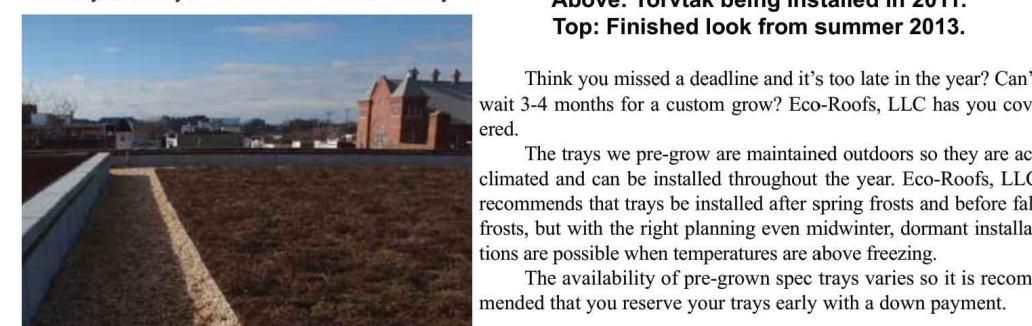 Above: Torvtak being installed in 2011.
Top: Finished look from summer 2013.
Think you missed a deadline and it's too late in the year? Can'
wait 3-4 months for a custom grow? Eco-Roofs, LLC has you cov
ered.
The trays we pre-grow are maintained outdoors so they are ac
climated and can be installed throughout the year. Eco-Roofs, LLC
recommends that trays be installed after spring frosts and before fal
frosts, but with the right planning even midwinter, dormant installa
tions are possible when temperatures are above freezing.
The availability of pre-grown spec trays varies so it is recom
mended that you reserve your trays early with a down payment.